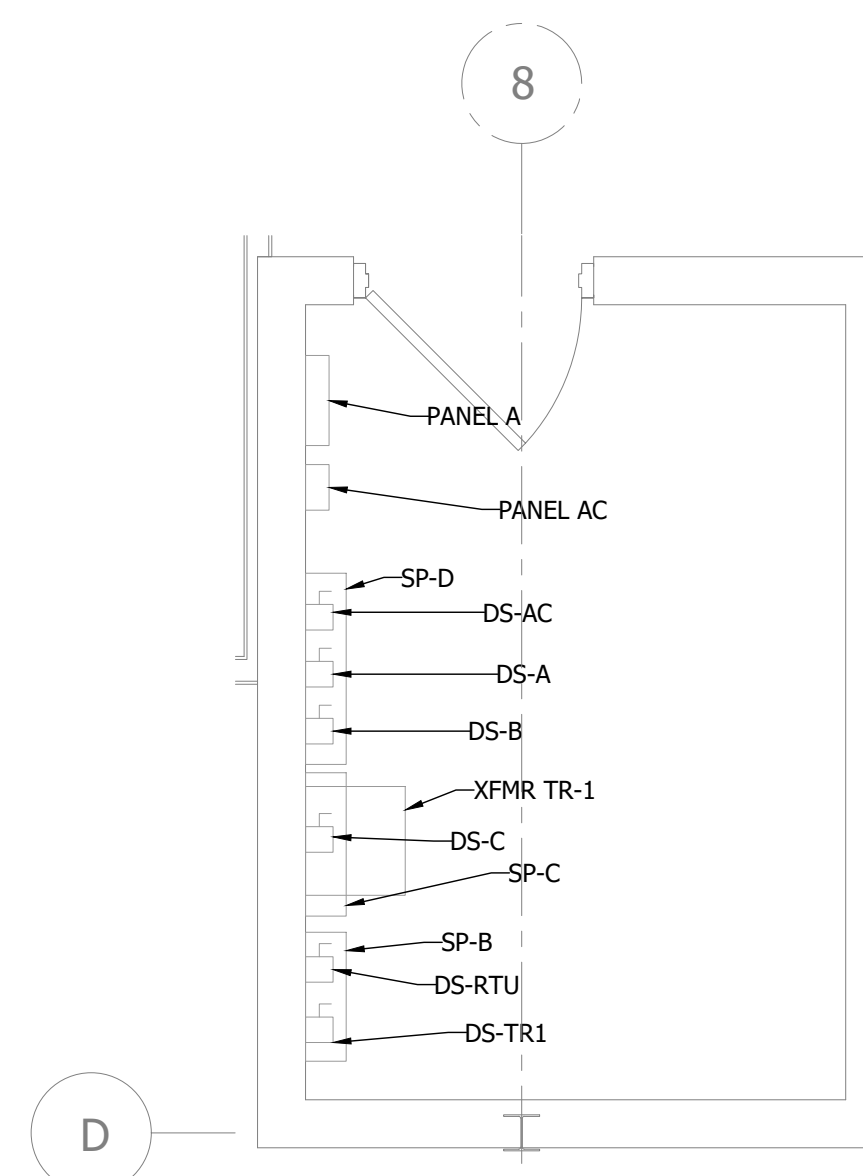 8
PANEL A
PANEL AC
SP-D
DS-AC
DS-A
DS-B
XFMR TR-1
DS-C
SP-C
SP-B
DS-RTU
DS-TR1
D